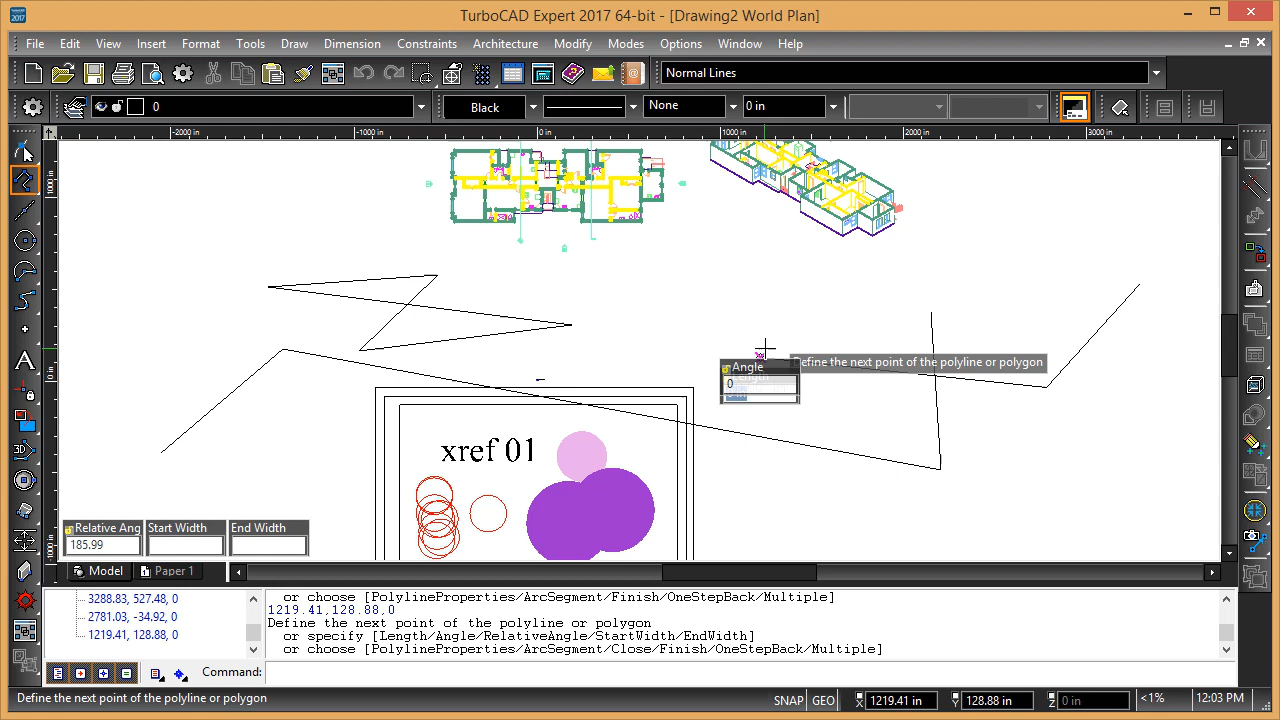 TurboCAD Expert 2017 64-bit - [Drawing2 World Plan]
File Edit View Insert Format Tools Draw Dimension Constraints Architecture Modify Modes Options Window Help
Normal Lines
0 Black None 0 in
-2000 in -1000 in 0 in 1000 in 2000 in 3000 in
1000 in
0 in
-1000 in
Define the next point of the polyline or polygon
Angle
0
xref 01
Relative Ang Start Width End Width
185.99
Model Paper 1
3288.83, 527.48, 0
2781.03, -34.92, 0
1219.41, 128.88, 0
or choose [PolylineProperties/ArcSegment/Finish/OneStepBack/Multiple]
1219.41,128.88,0
Define the next point of the polyline or polygon
or specify [Length/Angle/RelativeAngle/StartWidth/EndWidth]
or choose [PolylineProperties/ArcSegment/Close/Finish/OneStepBack/Multiple]
Command:
Define the next point of the polyline or polygon SNAP GEO X 1219.41 in Y 128.88 in Z 0 in <1% 12:03 PM